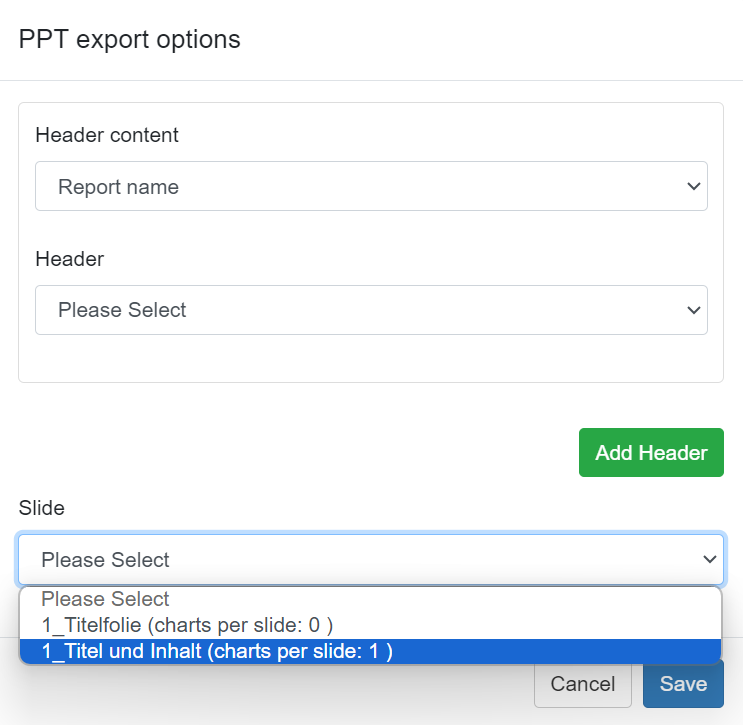 PPT export options
Header content
Report name
Header
Please Select
Add Header
Slide
Please Select
Please Select
1_Titelfolie (charts per slide: 0 )
1_Titel und Inhalt (charts per slide: 1 )
Cancel
Save